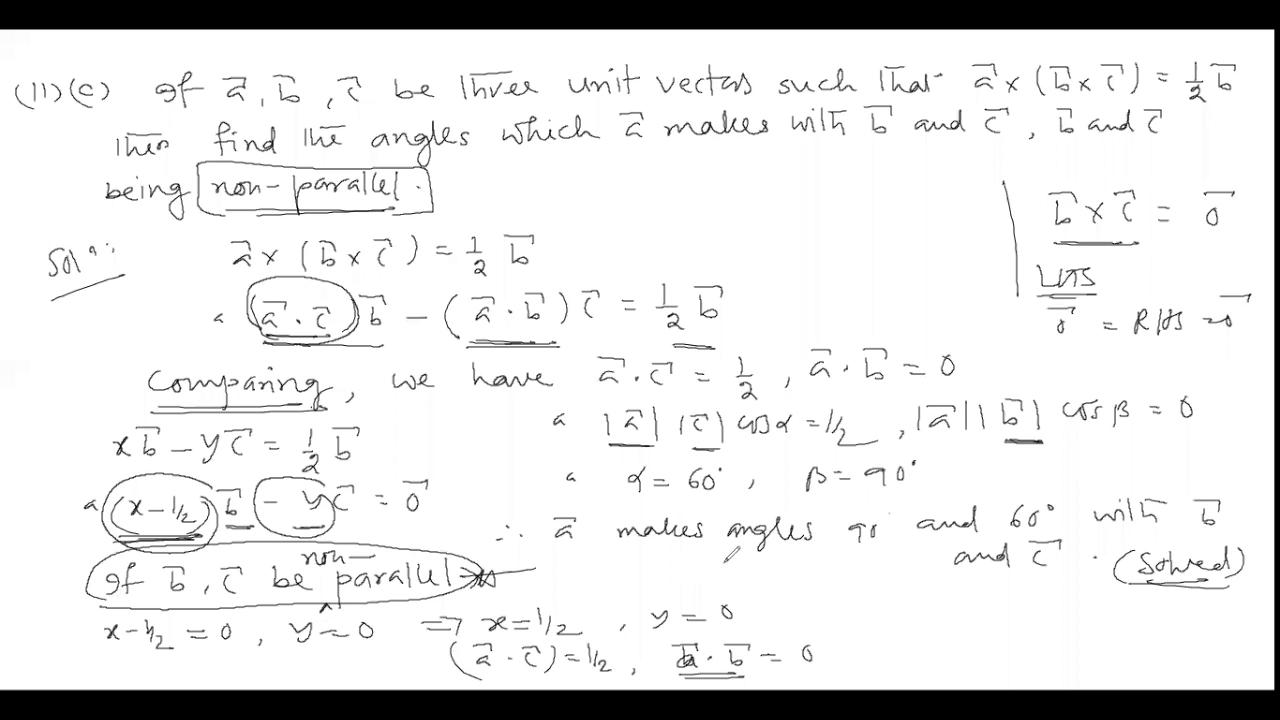 (11)(c) If a⃗, b⃗, c⃗ be three unit vectors such that a⃗ × (b⃗ × c⃗) = 1/2 b⃗
then find the angles which a⃗ makes with b⃗ and c⃗, b⃗ and c⃗
being non-parallel.
Solⁿ:
a⃗ × (b⃗ × c⃗) = 1/2 b⃗
a (a⃗ · c⃗) b⃗ − (a⃗ · b⃗) c⃗ = 1/2 b⃗
b⃗ × c⃗ = 0⃗
LHS
0⃗ = RHS = 0⃗
Comparing, we have a⃗ · c⃗ = 1/2, a⃗ · b⃗ = 0
a |a⃗| |c⃗| cos α = 1/2, |a⃗| |b⃗| cos β = 0
a α = 60°, β = 90°
∴ a⃗ makes angles 90 and 60° with b⃗
and c⃗. (Solved)
x b⃗ − y c⃗ = 1/2 b⃗
a (x − 1/2) b⃗ − y c⃗ = 0⃗
If b⃗, c⃗ be non-parallel
x − 1/2 = 0, y = 0 ⇒ x = 1/2, y = 0
(a⃗ · c⃗) = 1/2, a⃗ · b⃗ = 0